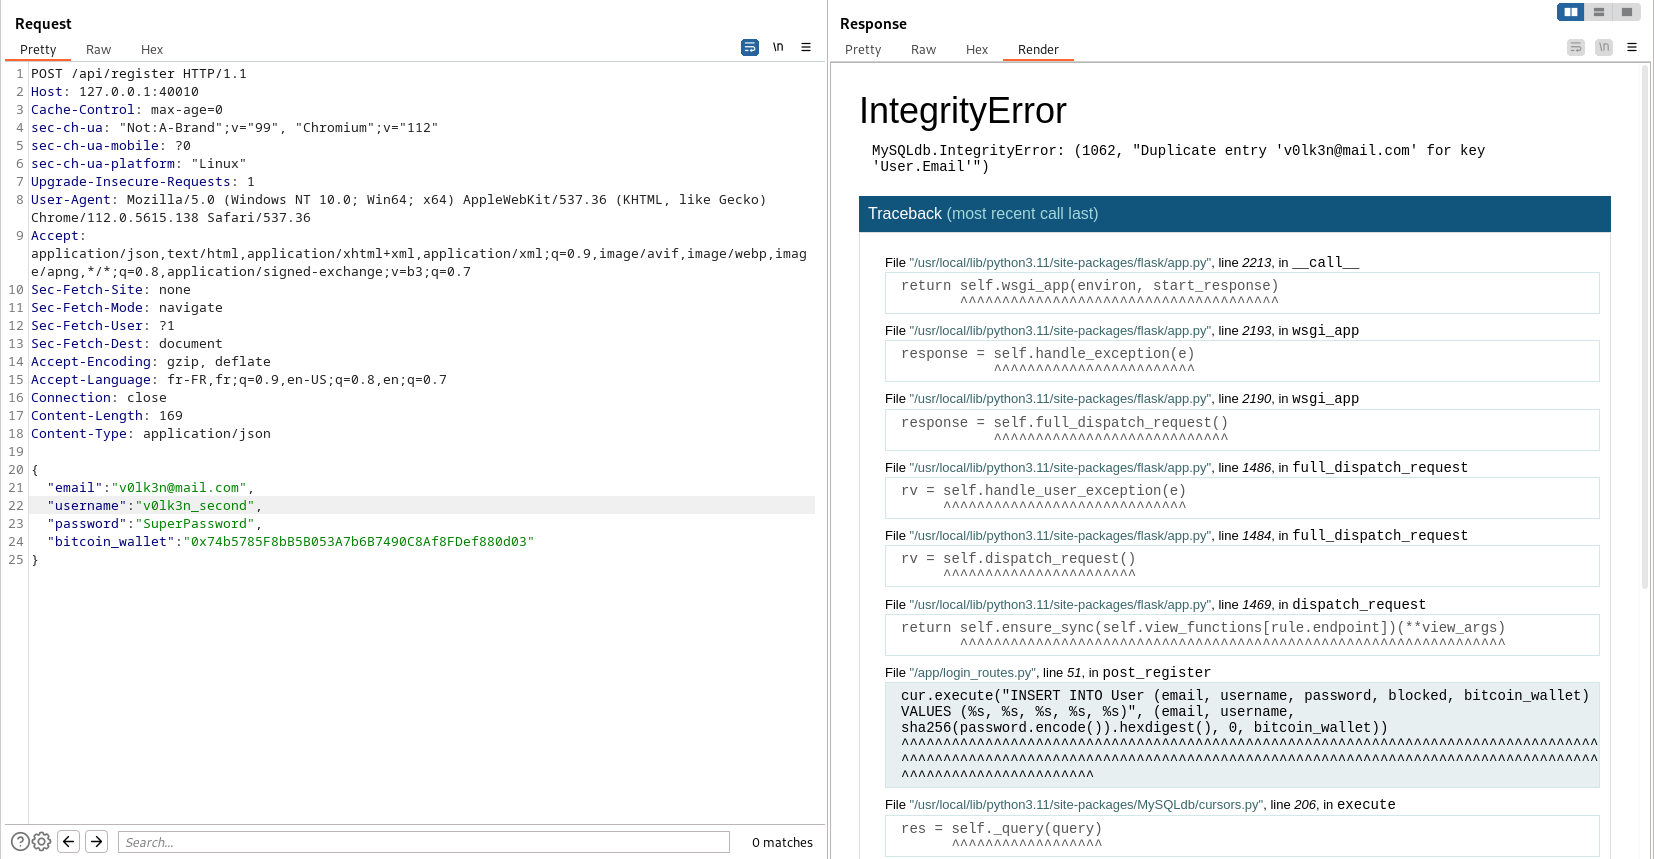 Request
Pretty Raw Hex
\n
1 POST /api/register HTTP/1.1
2 Host: 127.0.0.1:40010
3 Cache-Control: max-age=0
4 sec-ch-ua: "Not:A-Brand";v="99", "Chromium";v="112"
5 sec-ch-ua-mobile: ?0
6 sec-ch-ua-platform: "Linux"
7 Upgrade-Insecure-Requests: 1
8 User-Agent: Mozilla/5.0 (Windows NT 10.0; Win64; x64) AppleWebKit/537.36 (KHTML, like Gecko)
Chrome/112.0.5615.138 Safari/537.36
9 Accept:
application/json,text/html,application/xhtml+xml,application/xml;q=0.9,image/avif,image/webp,imag
e/apng,*/*;q=0.8,application/signed-exchange;v=b3;q=0.7
10 Sec-Fetch-Site: none
11 Sec-Fetch-Mode: navigate
12 Sec-Fetch-User: ?1
13 Sec-Fetch-Dest: document
14 Accept-Encoding: gzip, deflate
15 Accept-Language: fr-FR,fr;q=0.9,en-US;q=0.8,en;q=0.7
16 Connection: close
17 Content-Length: 169
18 Content-Type: application/json
19
20 {
21 "email":"v0lk3n@mail.com",
22 "username":"v0lk3n_second",
23 "password":"SuperPassword",
24 "bitcoin_wallet":"0x74b5785F8bB5B053A7b6B7490C8Af8FDef880d03"
25 }
Search...
0 matches
Response
Pretty Raw Hex Render
\n
IntegrityError
MySQLdb.IntegrityError: (1062, "Duplicate entry 'v0lk3n@mail.com' for key
'User.Email'")
Traceback (most recent call last)
File "/usr/local/lib/python3.11/site-packages/flask/app.py", line 2213, in __call__
return self.wsgi_app(environ, start_response)
^^^^^^^^^^^^^^^^^^^^^^^^^^^^^^^^^^^^^^
File "/usr/local/lib/python3.11/site-packages/flask/app.py", line 2193, in wsgi_app
response = self.handle_exception(e)
^^^^^^^^^^^^^^^^^^^^^^^^
File "/usr/local/lib/python3.11/site-packages/flask/app.py", line 2190, in wsgi_app
response = self.full_dispatch_request()
^^^^^^^^^^^^^^^^^^^^^^^^^^^^
File "/usr/local/lib/python3.11/site-packages/flask/app.py", line 1486, in full_dispatch_request
rv = self.handle_user_exception(e)
^^^^^^^^^^^^^^^^^^^^^^^^^^^^^
File "/usr/local/lib/python3.11/site-packages/flask/app.py", line 1484, in full_dispatch_request
rv = self.dispatch_request()
^^^^^^^^^^^^^^^^^^^^^^^
File "/usr/local/lib/python3.11/site-packages/flask/app.py", line 1469, in dispatch_request
return self.ensure_sync(self.view_functions[rule.endpoint])(**view_args)
^^^^^^^^^^^^^^^^^^^^^^^^^^^^^^^^^^^^^^^^^^^^^^^^^^^^^^^^^^^^^^^^^
File "/app/login_routes.py", line 51, in post_register
cur.execute("INSERT INTO User (email, username, password, blocked, bitcoin_wallet)
VALUES (%s, %s, %s, %s, %s)", (email, username,
sha256(password.encode()).hexdigest(), 0, bitcoin_wallet))
^^^^^^^^^^^^^^^^^^^^^^^^^^^^^^^^^^^^^^^^^^^^^^^^^^^^^^^^^^^^^^^^^^^^^^^^^^^^^^^^^^^
^^^^^^^^^^^^^^^^^^^^^^^^^^^^^^^^^^^^^^^^^^^^^^^^^^^^^^^^^^^^^^^^^^^^^^^^^^^^^^^^^^^
^^^^^^^^^^^^^^^^^^^^^^^
File "/usr/local/lib/python3.11/site-packages/MySQLdb/cursors.py", line 206, in execute
res = self._query(query)
^^^^^^^^^^^^^^^^^^